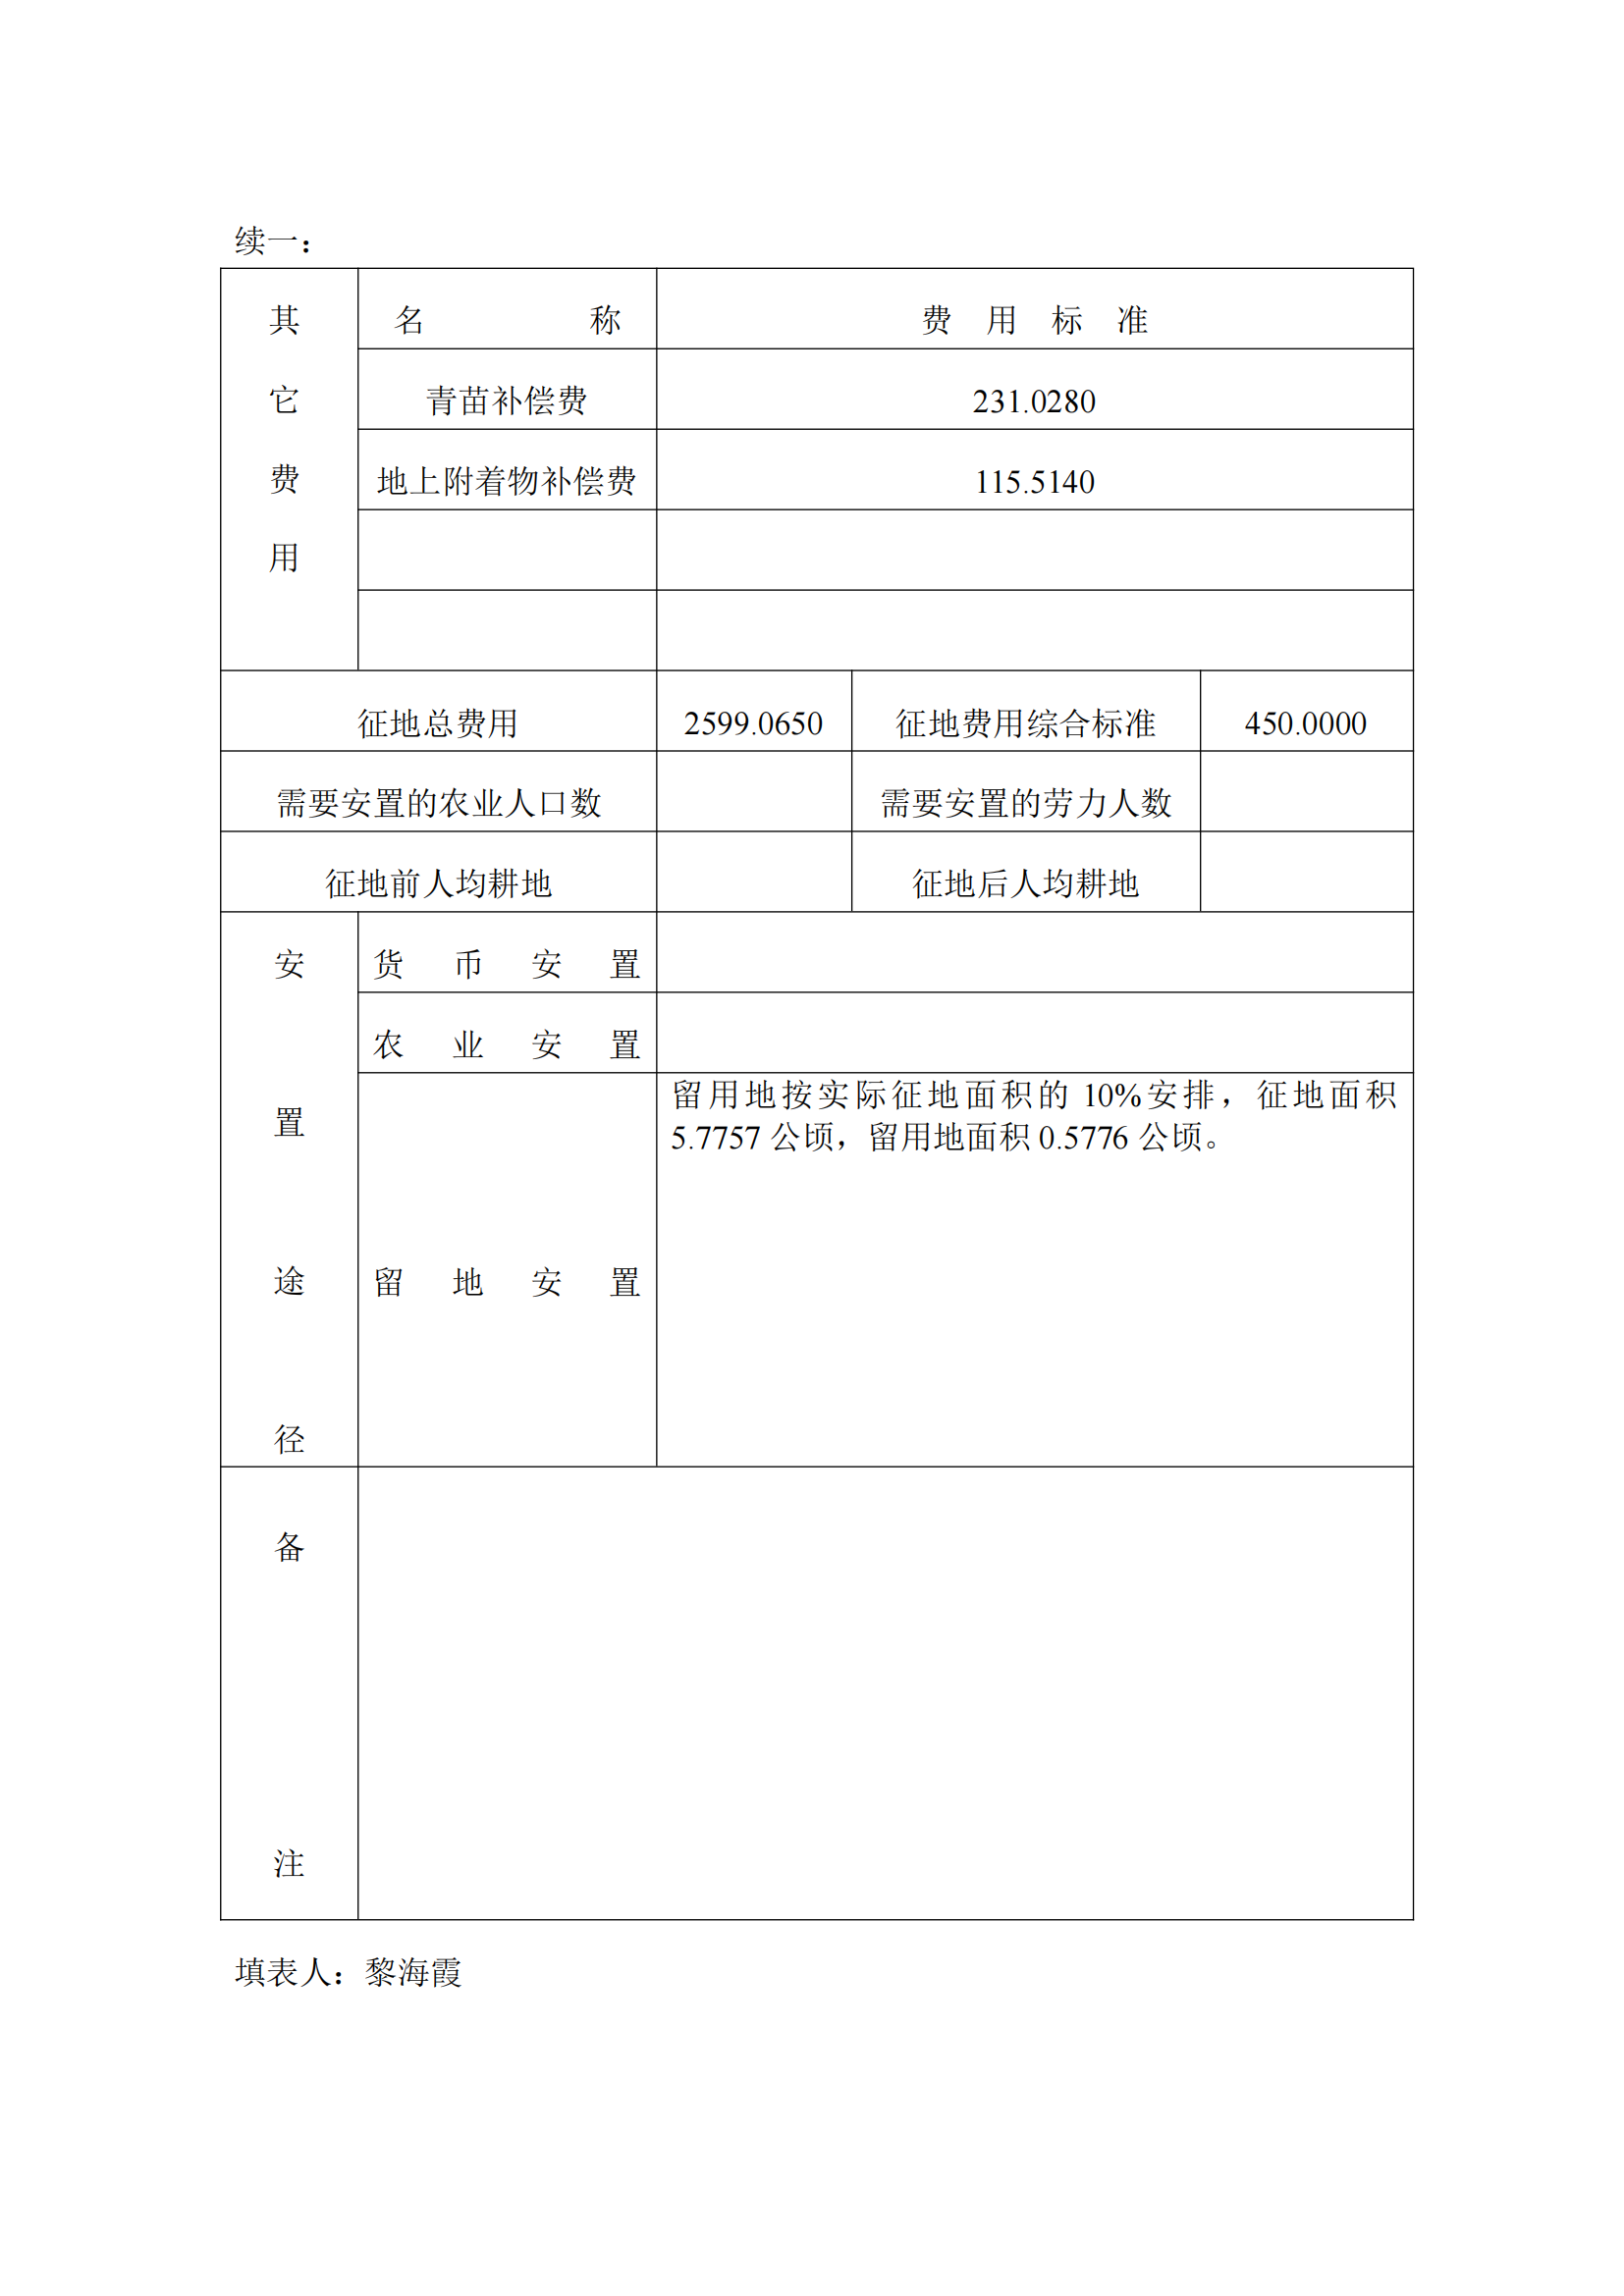 续一：
其它费用
名称 费用标准
青苗补偿费 231.0280
地上附着物补偿费 115.5140
征地总费用 2599.0650 征地费用综合标准 450.0000
需要安置的农业人口数 需要安置的劳力人数
征地前人均耕地 征地后人均耕地
安置途径
货币安置
农业安置
留地安置
留用地按实际征地面积的 10%安排，征地面积
5.7757 公顷，留用地面积 0.5776 公顷。
备注
填表人：黎海霞